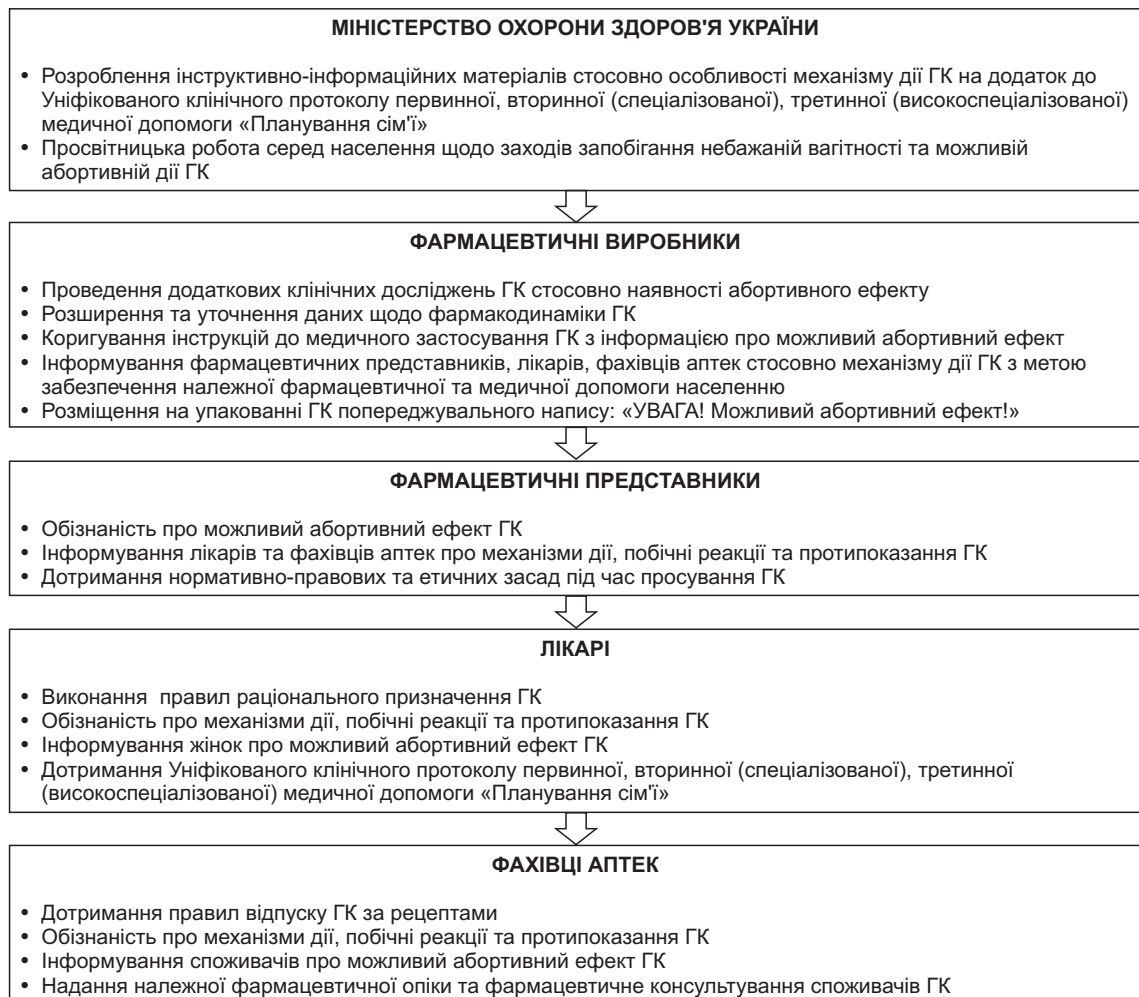 МІНІСТЕРСТВО ОХОРОНИ ЗДОРОВ'Я УКРАЇНИ
• Розроблення інструктивно-інформаційних матеріалів стосовно особливості механізму дії ГК на додаток до
Уніфікованого клінічного протоколу первинної, вторинної (спеціалізованої), третинної (високоспеціалізованої)
медичної допомоги «Планування сім'ї»
• Просвітницька робота серед населення щодо заходів запобігання небажаній вагітності та можливій
абортивній дії ГК
ФАРМАЦЕВТИЧНІ ВИРОБНИКИ
• Проведення додаткових клінічних досліджень ГК стосовно наявності абортивного ефекту
• Розширення та уточнення даних щодо фармакодинаміки ГК
• Коригування інструкцій до медичного застосування ГК з інформацією про можливий абортивний ефект
• Інформування фармацевтичних представників, лікарів, фахівців аптек стосовно механізму дії ГК з метою
забезпечення належної фармацевтичної та медичної допомоги населенню
• Розміщення на упакованні ГК попереджувального напису: «УВАГА! Можливий абортивний ефект!»
ФАРМАЦЕВТИЧНІ ПРЕДСТАВНИКИ
• Обізнаність про можливий абортивний ефект ГК
• Інформування лікарів та фахівців аптек про механізми дії, побічні реакції та протипоказання ГК
• Дотримання нормативно-правових та етичних засад під час просування ГК
ЛІКАРІ
• Виконання правил раціонального призначення ГК
• Обізнаність про механізми дії, побічні реакції та протипоказання ГК
• Інформування жінок про можливий абортивний ефект ГК
• Дотримання Уніфікованого клінічного протоколу первинної, вторинної (спеціалізованої), третинної
(високоспеціалізованої) медичної допомоги «Планування сім'ї»
ФАХІВЦІ АПТЕК
• Дотримання правил відпуску ГК за рецептами
• Обізнаність про механізми дії, побічні реакції та протипоказання ГК
• Інформування споживачів про можливий абортивний ефект ГК
• Надання належної фармацевтичної опіки та фармацевтичне консультування споживачів ГК